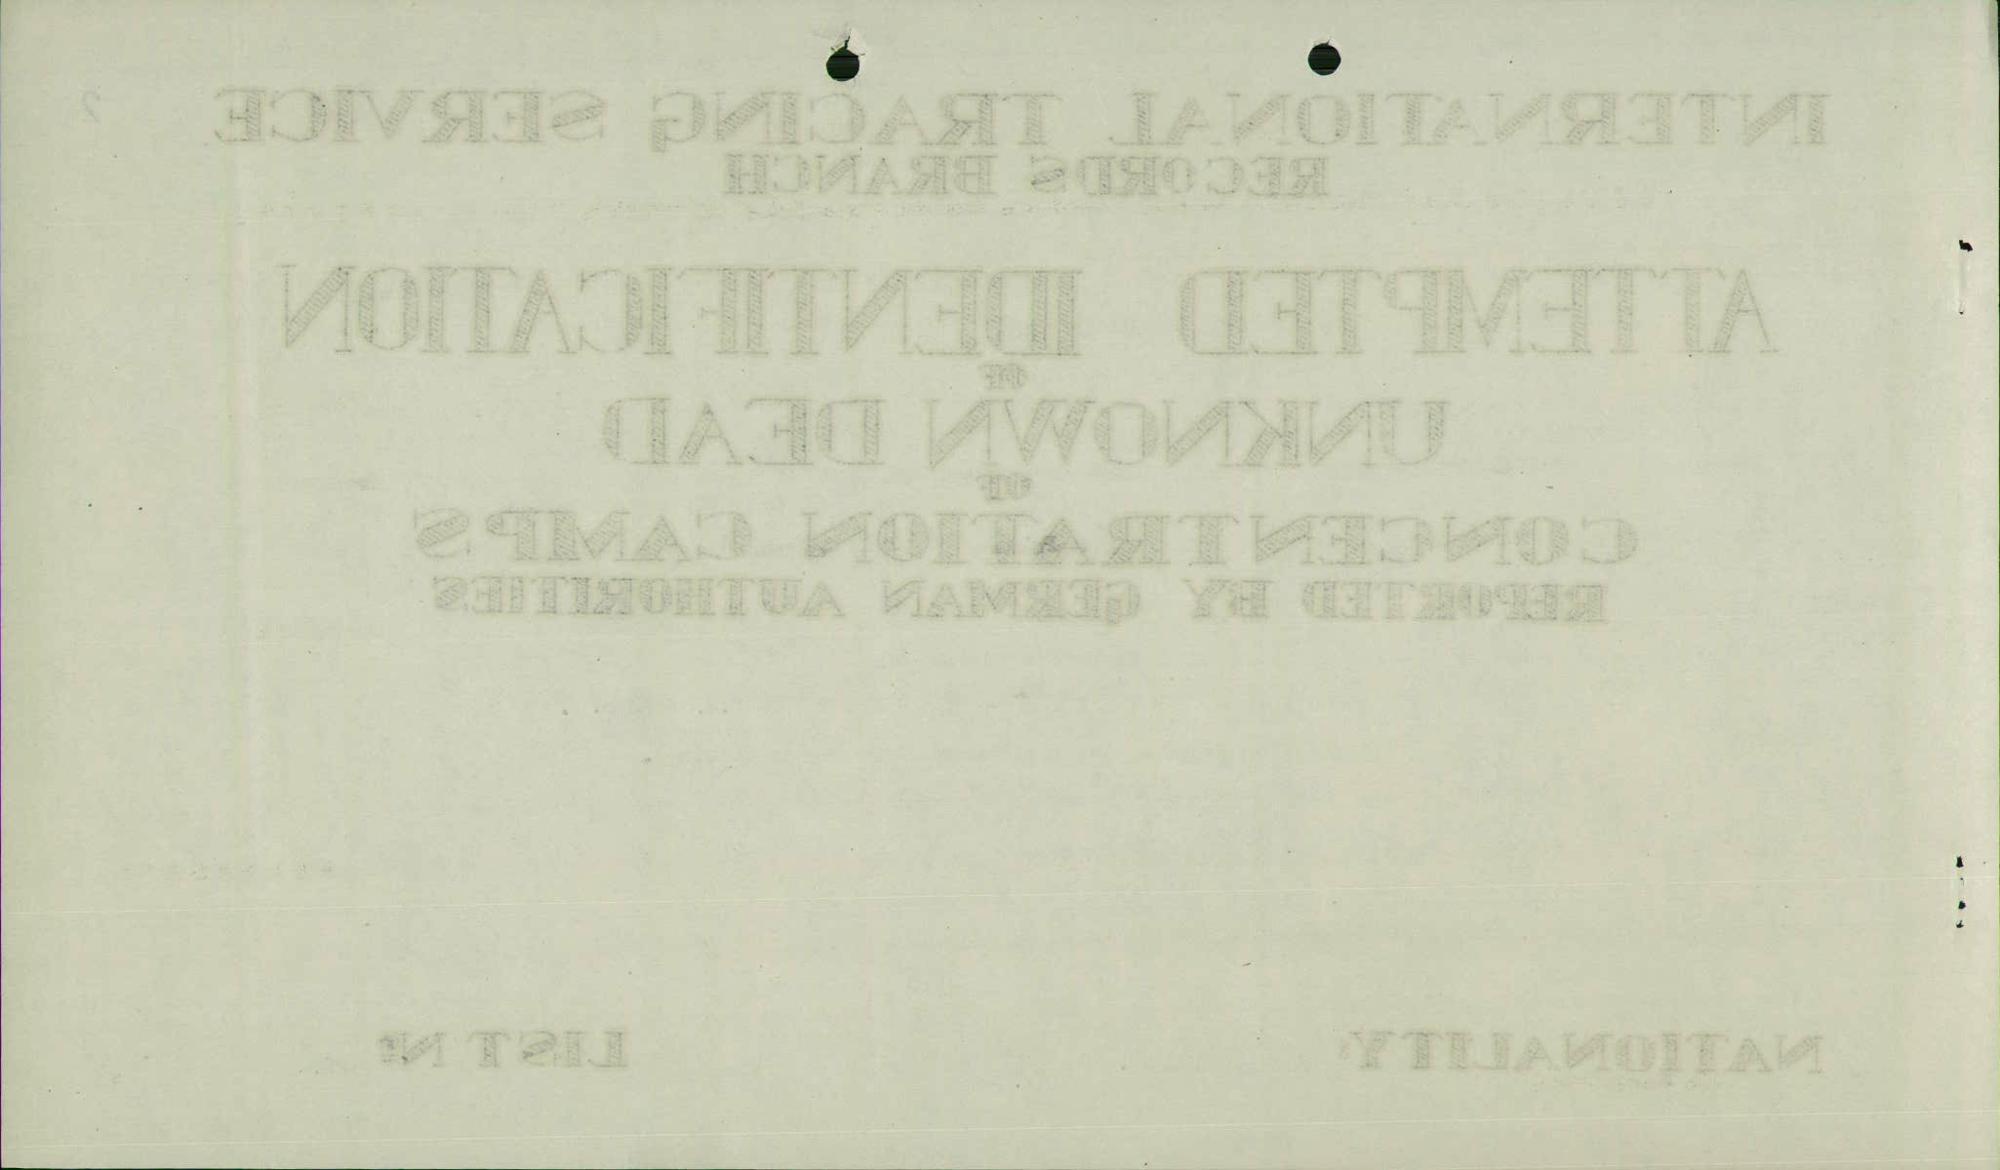 2
INTERNATIONAL TRACING SERVICE
RECORDS BRANCH
ATTEMPTED IDENTIFICATION
OF
UNKNOWN DEAD
OF
CONCENTRATION CAMPS
REPORTED BY GERMAN AUTHORITIES
NATIONALITY LIST Nº